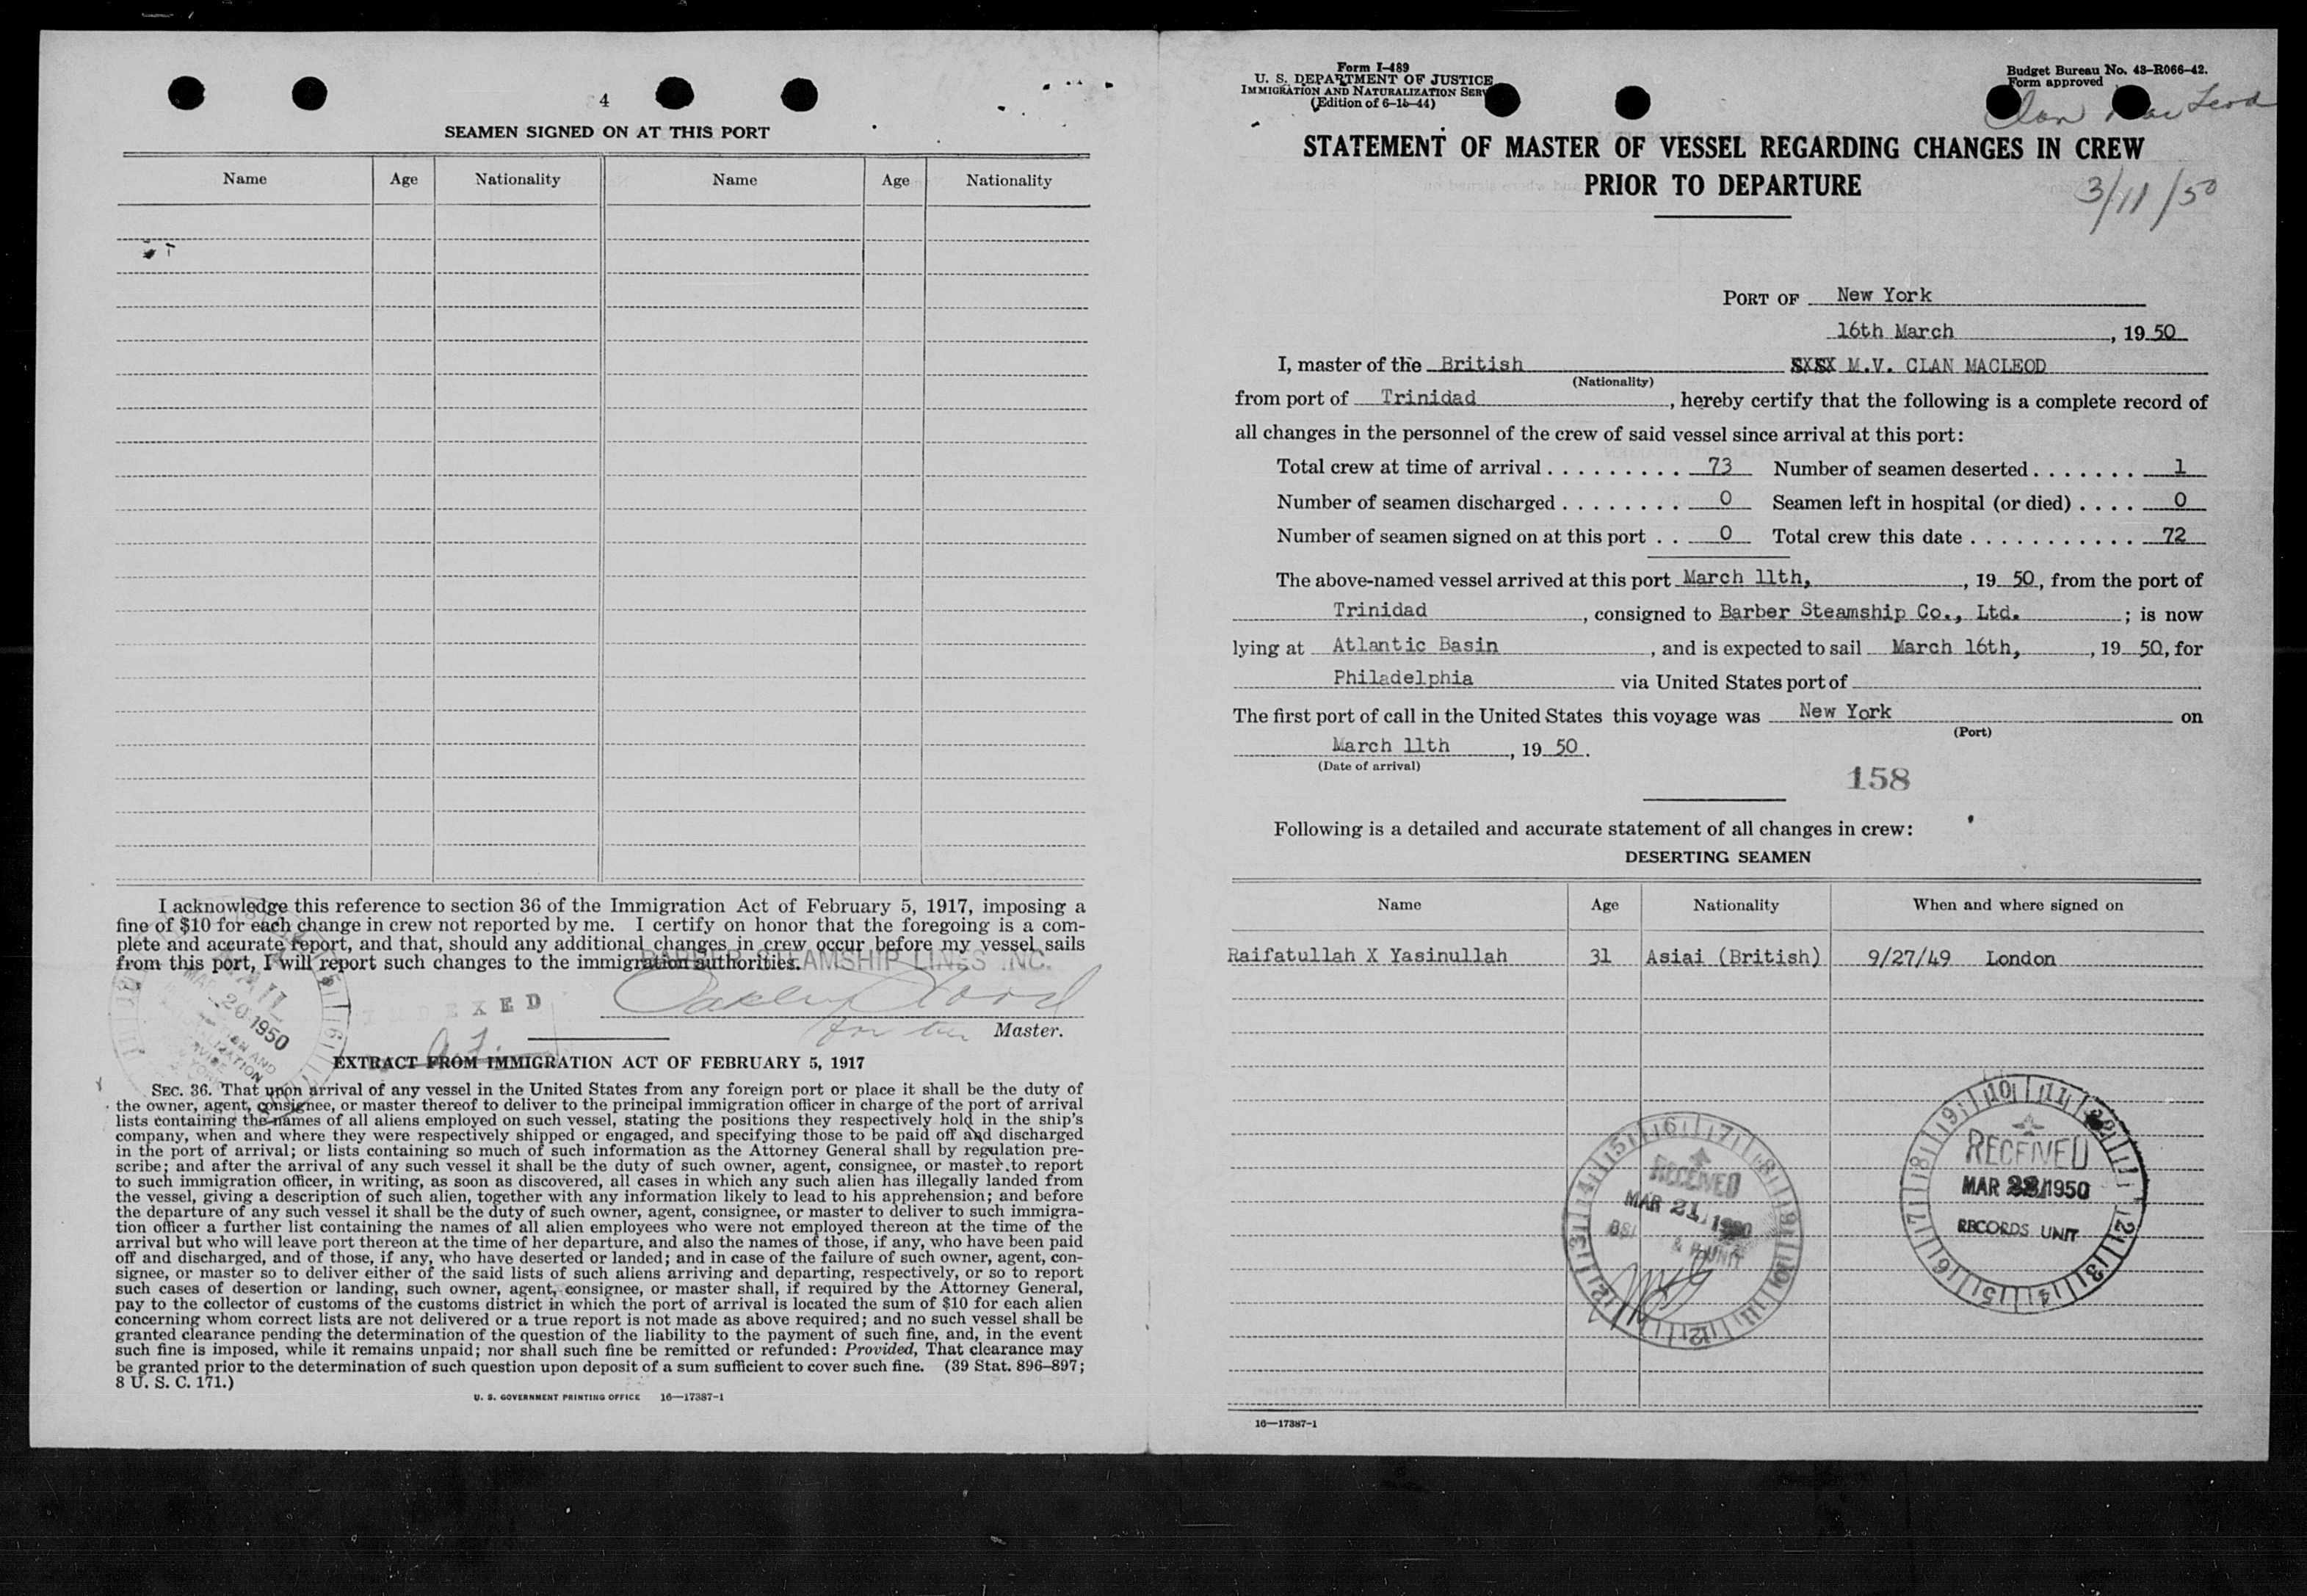 4
SEAMEN SIGNED ON AT THIS PORT
Name Age Nationality Name Age Nationality
I acknowledge this reference to section 36 of the Immigration Act of February 5, 1917, imposing a
fine of $10 for each change in crew not reported by me. I certify on honor that the foregoing is a com-
plete and accurate report, and that, should any additional changes in crew occur before my vessel sails
from this port, I will report such changes to the immigration authorities.
BARBER STEAMSHIP LINES INC.
INDEXED
for the Master.
MAIL
MAR 20 1950
EXTRACT FROM IMMIGRATION ACT OF FEBRUARY 5, 1917
SEC. 36. That upon arrival of any vessel in the United States from any foreign port or place it shall be the duty of
the owner, agent, consignee, or master thereof to deliver to the principal immigration officer in charge of the port of arrival
lists containing the names of all aliens employed on such vessel, stating the positions they respectively hold in the ship's
company, when and where they were respectively shipped or engaged, and specifying those to be paid off and discharged
in the port of arrival; or lists containing so much of such information as the Attorney General shall by regulation pre-
scribe; and after the arrival of any such vessel it shall be the duty of such owner, agent, consignee, or master to report
to such immigration officer, in writing, as soon as discovered, all cases in which any such alien has illegally landed from
the vessel, giving a description of such alien, together with any information likely to lead to his apprehension; and before
the departure of any such vessel it shall be the duty of such owner, agent, consignee, or master to deliver to such immigra-
tion officer a further list containing the names of all alien employees who were not employed thereon at the time of the
arrival but who will leave port thereon at the time of her departure, and also the names of those, if any, who have been paid
off and discharged, and of those, if any, who have deserted or landed; and in case of the failure of such owner, agent, con-
signee, or master so to deliver either of the said lists of such aliens arriving and departing, respectively, or so to report
such cases of desertion or landing, such owner, agent, consignee, or master shall, if required by the Attorney General,
pay to the collector of customs of the customs district in which the port of arrival is located the sum of $10 for each alien
concerning whom correct lists are not delivered or a true report is not made as above required; and no such vessel shall be
granted clearance pending the determination of the question of the liability to the payment of such fine, and, in the event
such fine is imposed, while it remains unpaid; nor shall such fine be remitted or refunded: Provided, That clearance may
be granted prior to the determination of such question upon deposit of a sum sufficient to cover such fine. (39 Stat. 896–897;
8 U. S. C. 171.)
U. S. GOVERNMENT PRINTING OFFICE 16—17387-1
Form I-489
U. S. DEPARTMENT OF JUSTICE
IMMIGRATION AND NATURALIZATION SERV
(Edition of 6-15-44)
Budget Bureau No. 43-R066-42.
Form approved
Clan MacLeod
STATEMENT OF MASTER OF VESSEL REGARDING CHANGES IN CREW
PRIOR TO DEPARTURE
3/11/50
PORT OF New York
16th March, 19 50
I, master of the British SXSX M.V. CLAN MACLEOD
(Nationality)
from port of Trinidad, hereby certify that the following is a complete record of
all changes in the personnel of the crew of said vessel since arrival at this port:
Total crew at time of arrival . . . . . . . . . 73 Number of seamen deserted . . . . . . . 1
Number of seamen discharged . . . . . . . . 0 Seamen left in hospital (or died) . . . . 0
Number of seamen signed on at this port . . 0 Total crew this date . . . . . . . . . . . . 72
The above-named vessel arrived at this port March 11th, , 19 50, from the port of
Trinidad, consigned to Barber Steamship Co., Ltd. ; is now
lying at Atlantic Basin, and is expected to sail March 16th, , 19 50, for
Philadelphia via United States port of
The first port of call in the United States this voyage was New York on
(Port)
March 11th, 19 50.
(Date of arrival)
158
Following is a detailed and accurate statement of all changes in crew:
DESERTING SEAMEN
Name Age Nationality When and where signed on
Raifatullah X Yasinullah 31 Asiai (British) 9/27/49 London
RECEIVED
MAR 21 1950
RECEIVED
MAR 22 1950
RECORDS UNIT
16—17387-1